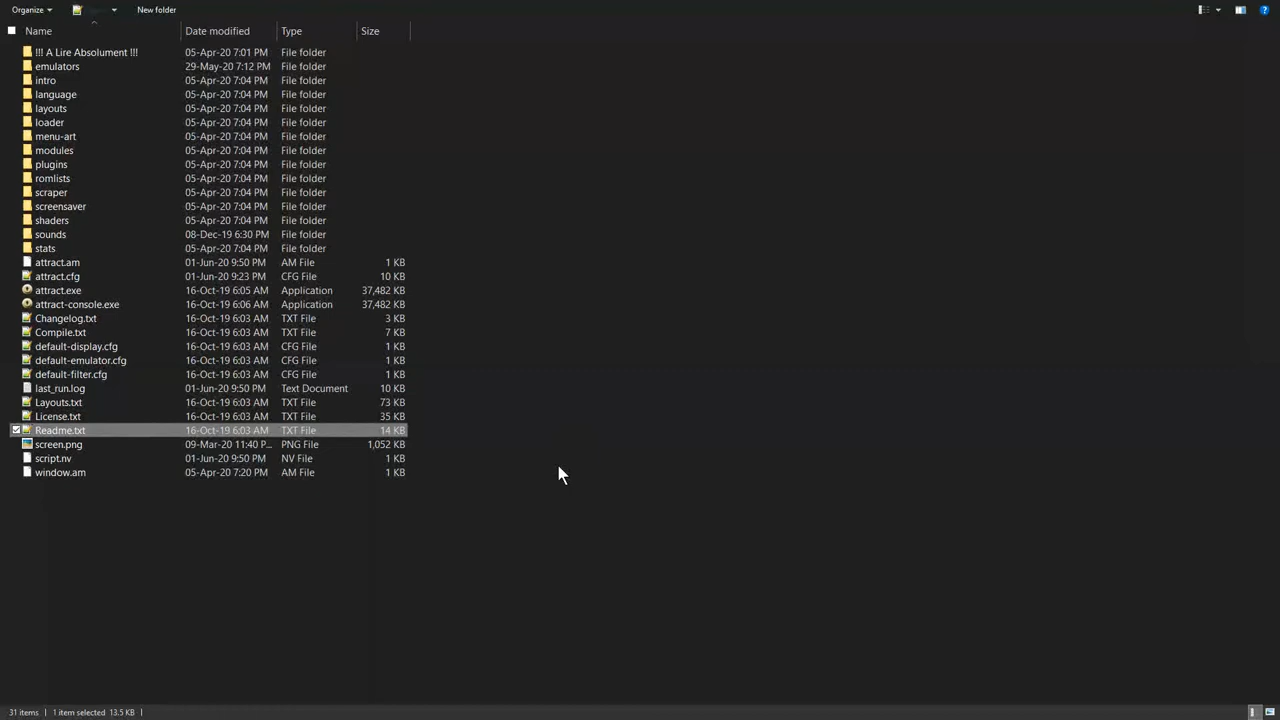 Organize New folder
Name Date modified Type Size
!!! A Lire Absolument !!! 05-Apr-20 7:01 PM File folder
emulators 29-May-20 7:12 PM File folder
intro 05-Apr-20 7:04 PM File folder
language 05-Apr-20 7:04 PM File folder
layouts 05-Apr-20 7:04 PM File folder
loader 05-Apr-20 7:04 PM File folder
menu-art 05-Apr-20 7:04 PM File folder
modules 05-Apr-20 7:04 PM File folder
plugins 05-Apr-20 7:04 PM File folder
romlists 05-Apr-20 7:04 PM File folder
scraper 05-Apr-20 7:04 PM File folder
screensaver 05-Apr-20 7:04 PM File folder
shaders 05-Apr-20 7:04 PM File folder
sounds 08-Dec-19 6:30 PM File folder
stats 05-Apr-20 7:04 PM File folder
attract.am 01-Jun-20 9:50 PM AM File 1 KB
attract.cfg 01-Jun-20 9:23 PM CFG File 10 KB
attract.exe 16-Oct-19 6:05 AM Application 37,482 KB
attract-console.exe 16-Oct-19 6:06 AM Application 37,482 KB
Changelog.txt 16-Oct-19 6:03 AM TXT File 3 KB
Compile.txt 16-Oct-19 6:03 AM TXT File 7 KB
default-display.cfg 16-Oct-19 6:03 AM CFG File 1 KB
default-emulator.cfg 16-Oct-19 6:03 AM CFG File 1 KB
default-filter.cfg 16-Oct-19 6:03 AM CFG File 1 KB
last_run.log 01-Jun-20 9:50 PM Text Document 10 KB
Layouts.txt 16-Oct-19 6:03 AM TXT File 73 KB
License.txt 16-Oct-19 6:03 AM TXT File 35 KB
Readme.txt 16-Oct-19 6:03 AM TXT File 14 KB
screen.png 09-Mar-20 11:40 P... PNG File 1,052 KB
script.nv 01-Jun-20 9:50 PM NV File 1 KB
window.am 05-Apr-20 7:20 PM AM File 1 KB
31 items 1 item selected 13.5 KB